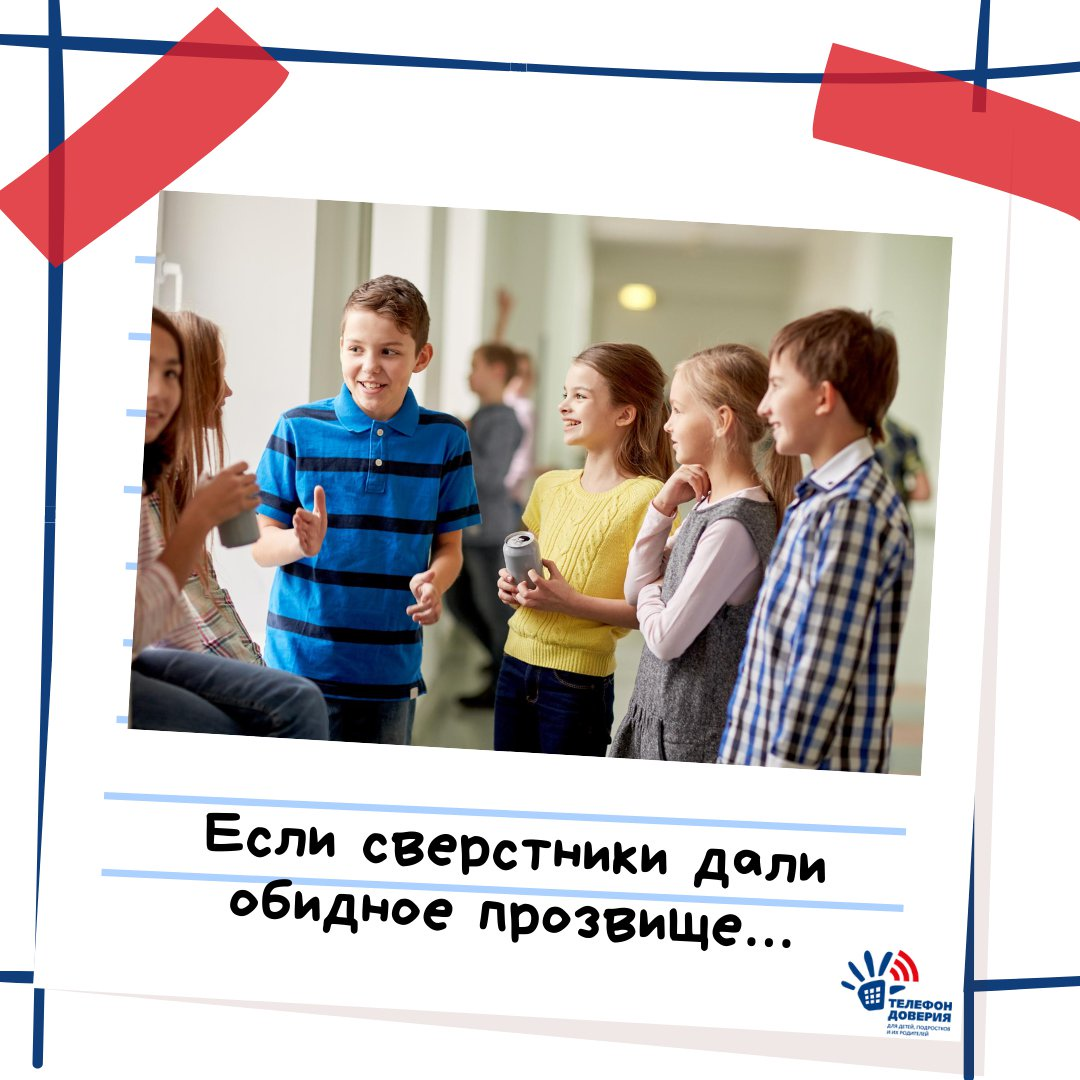 Если сверстники дали
обидное прозвище...
ТЕЛЕФОН
ДОВЕРИЯ
ДЛЯ ДЕТЕЙ, ПОДРОСТКОВ
И ИХ РОДИТЕЛЕЙ